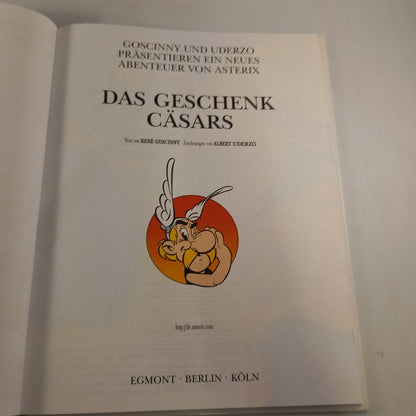 GOSCINNY UND UDERZO
PRÄSENTIEREN EIN NEUES
ABENTEUER VON ASTERIX
DAS GESCHENK
CÄSARS
Text von RENÉ GOSCINNY Zeichnungen von ALBERT UDERZO
http://de.asterix.com
EGMONT · BERLIN · KÖLN